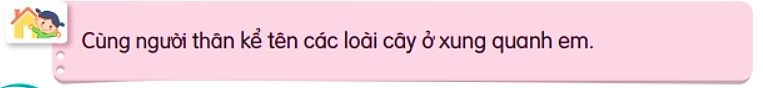 Cùng người thân kể tên các loài cây ở xung quanh em.